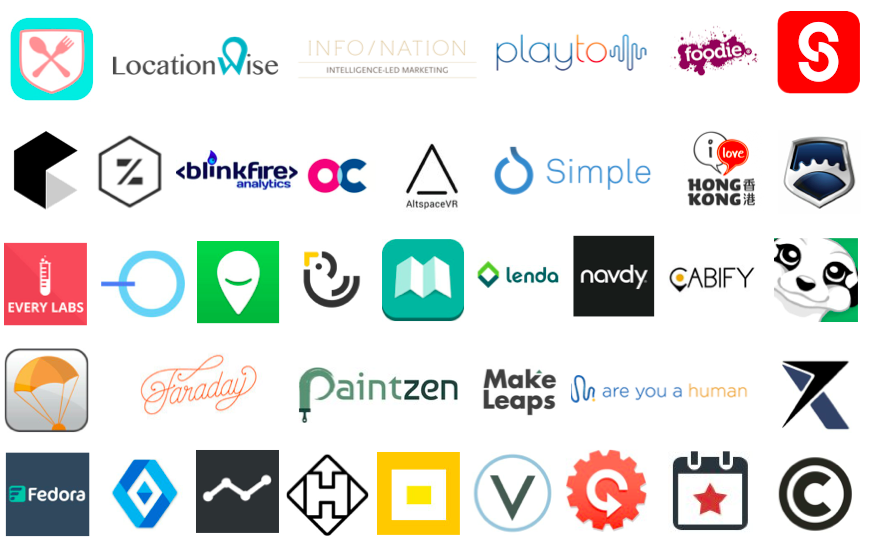 LocationWise
INFO/NATION
INTELLIGENCE-LED MARKETING
playto
foodie
S
Z
<blinkfire>
analytics
OC
AltspaceVR
Simple
i
love
HONG 香
KONG 港
EVERY LABS
lenda
navdy
CABIFY
Faraday
Paintzen
Make
Leaps
are you a human
Fedora
H
V
C